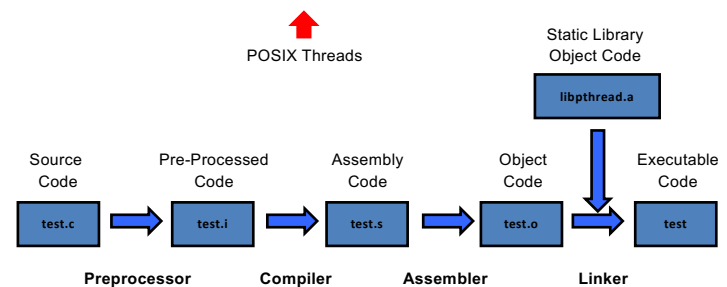 POSIX Threads
Static Library
Object Code
libpthread.a
Source
Code
Pre-Processed
Code
Assembly
Code
Object
Code
Executable
Code
test.c
test.i
test.s
test.o
test
Preprocessor
Compiler
Assembler
Linker